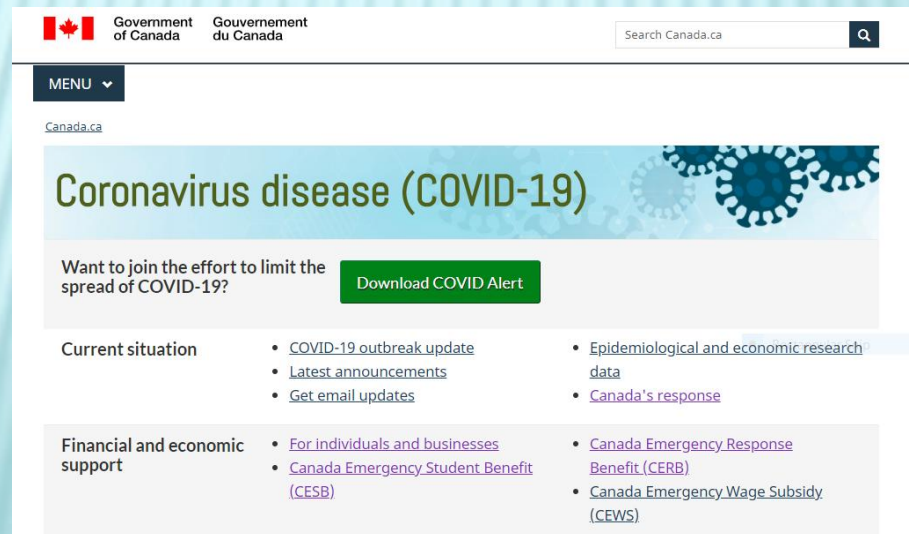 Government
of Canada
Gouvernement
du Canada
Search Canada.ca
MENU
Canada.ca
Coronavirus disease (COVID-19)
Want to join the effort to limit the
spread of COVID-19?
Download COVID Alert
Current situation
COVID-19 outbreak update
Latest announcements
Get email updates
Epidemiological and economic research
data
Canada's response
Financial and economic
support
For individuals and businesses
Canada Emergency Student Benefit
(CESB)
Canada Emergency Response
Benefit (CERB)
Canada Emergency Wage Subsidy
(CEWS)